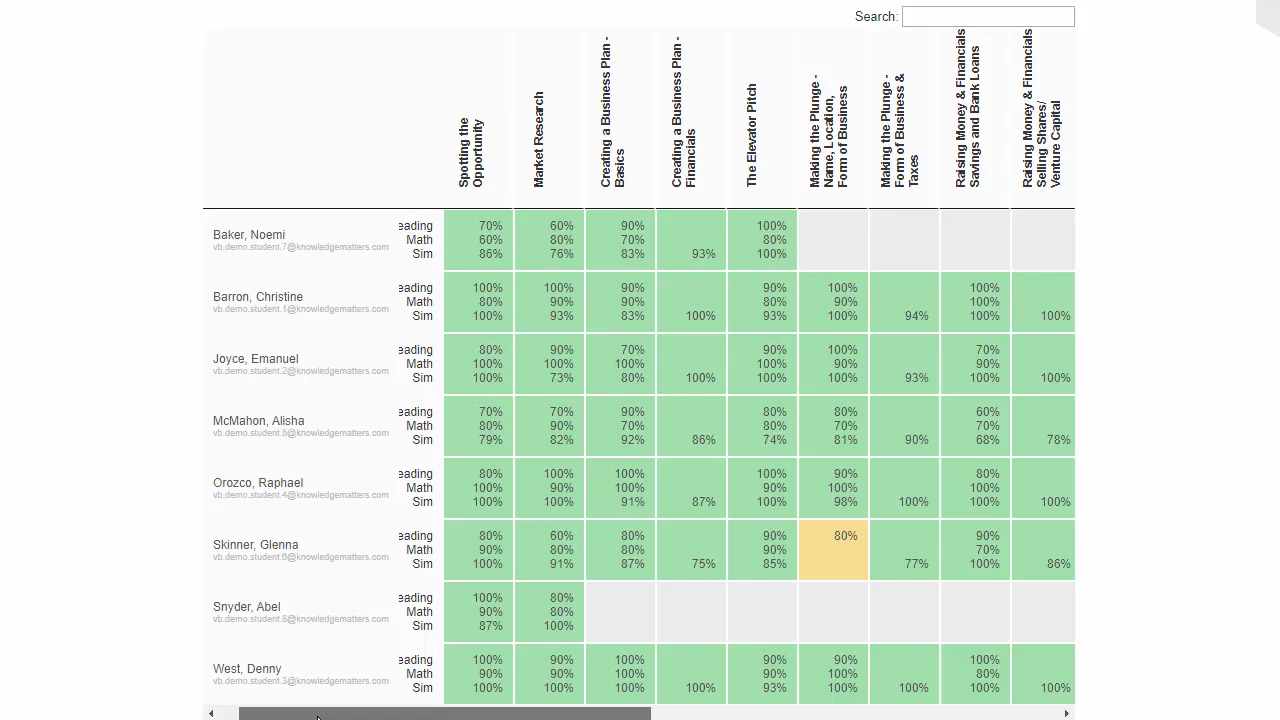 Search:
Spotting the
Opportunity
Market Research
Creating a Business Plan -
Basics
Creating a Business Plan -
Financials
The Elevator Pitch
Making the Plunge -
Name, Location,
Form of Business
Making the Plunge -
Form of Business &
Taxes
Raising Money & Financials
Savings and Bank Loans
Raising Money & Financials
Selling Shares/
Venture Capital
eading 70% 60% 90% 100%
Baker, Noemi Math 60% 80% 70% 80%
vb.demo.student.7@knowledgematters.com Sim 86% 76% 83% 93% 100%
eading 100% 100% 90% 90% 100% 100%
Barron, Christine Math 80% 90% 90% 80% 90% 100%
vb.demo.student.1@knowledgematters.com Sim 100% 93% 83% 100% 93% 100% 94% 100% 100%
eading 80% 90% 70% 90% 100% 70%
Joyce, Emanuel Math 100% 100% 100% 100% 90% 90%
vb.demo.student.2@knowledgematters.com Sim 100% 73% 80% 100% 100% 100% 93% 100% 100%
eading 70% 70% 90% 80% 80% 60%
McMahon, Alisha Math 80% 90% 70% 80% 70% 70%
vb.demo.student.5@knowledgematters.com Sim 79% 82% 92% 86% 74% 81% 90% 68% 78%
eading 80% 100% 100% 100% 90% 80%
Orozco, Raphael Math 100% 90% 100% 90% 100% 100%
vb.demo.student.4@knowledgematters.com Sim 100% 100% 91% 87% 100% 98% 100% 100% 100%
eading 80% 60% 80% 90% 80% 90%
Skinner, Glenna Math 90% 80% 80% 90% 70%
vb.demo.student.6@knowledgematters.com Sim 100% 91% 87% 75% 85% 77% 100% 86%
eading 100% 80%
Snyder, Abel Math 90% 80%
vb.demo.student.8@knowledgematters.com Sim 87% 100%
eading 100% 90% 100% 90% 90% 100%
West, Denny Math 90% 90% 100% 90% 100% 80%
vb.demo.student.3@knowledgematters.com Sim 100% 100% 100% 100% 93% 100% 100% 100% 100%